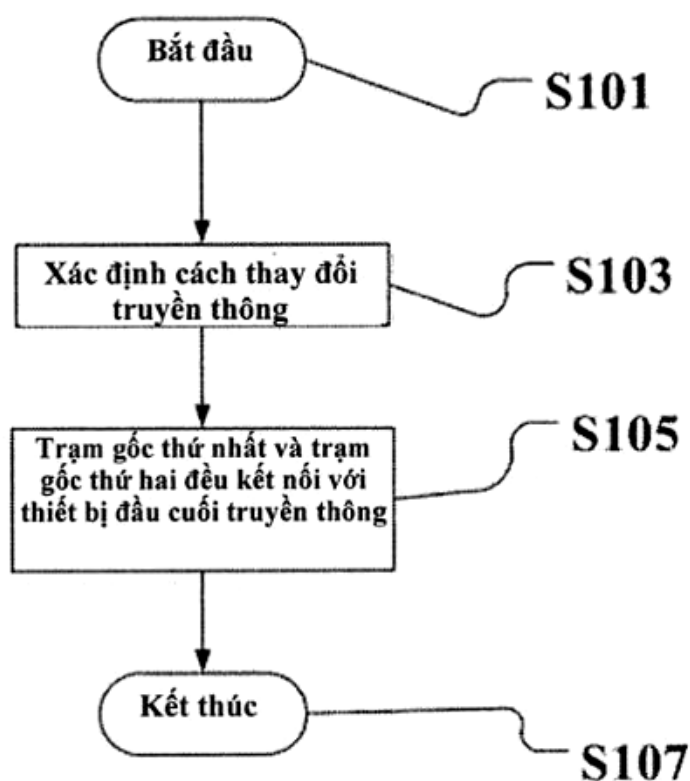 Bắt đầu
S101
Xác định cách thay đổi
truyền thông
S103
Trạm gốc thứ nhất và trạm
gốc thứ hai đều kết nối với
thiết bị đầu cuối truyền thông
S105
Kết thúc
S107